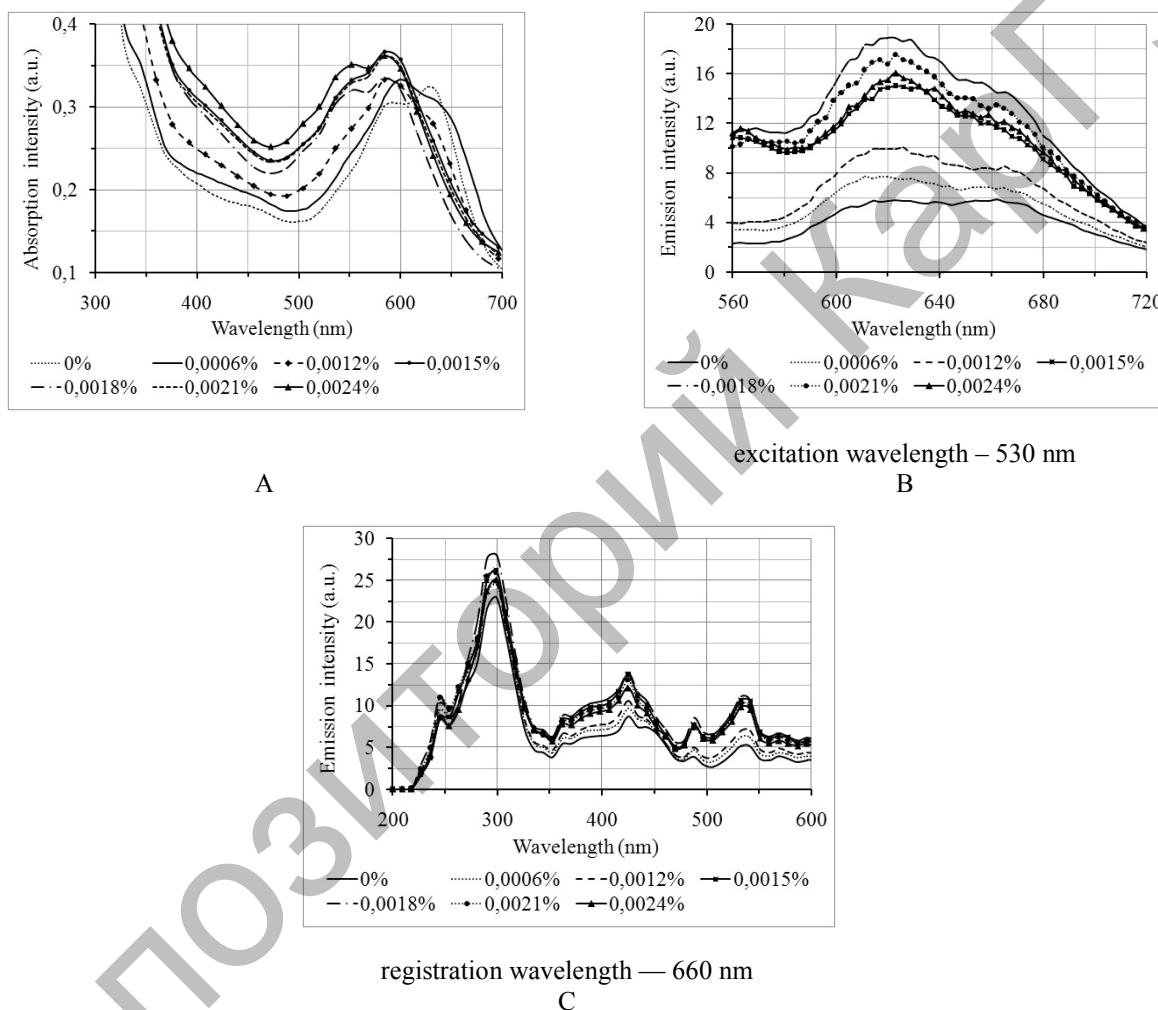 0,4
0,3
0,2
0,1
Absorption intensity (a.u.)
300 400 500 600 700
Wavelength (nm)
0% 0,0006% 0,0012% 0,0015%
0,0018% 0,0021% 0,0024%
A
20
16
12
8
4
0
Emission intensity (a.u.)
560 600 640 680 720
Wavelength (nm)
0% 0,0006% 0,0012% 0,0015%
0,0018% 0,0021% 0,0024%
excitation wavelength – 530 nm
B
30
25
20
15
10
5
0
Emission intensity (a.u.)
200 300 400 500 600
Wavelength (nm)
0% 0,0006% 0,0012% 0,0015%
0,0018% 0,0021% 0,0024%
registration wavelength — 660 nm
C
позиторий КарГ